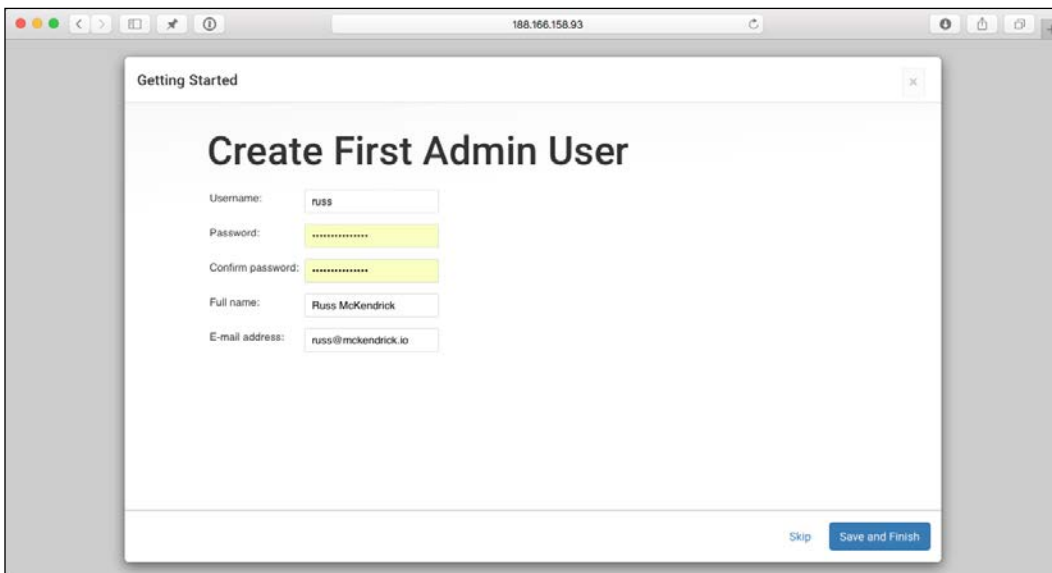 188.166.158.93
Getting Started
Create First Admin User
Username: russ
Password: •••••••••••••••
Confirm password: •••••••••••••••
Full name: Russ McKendrick
E-mail address: russ@mckendrick.io
Skip Save and Finish